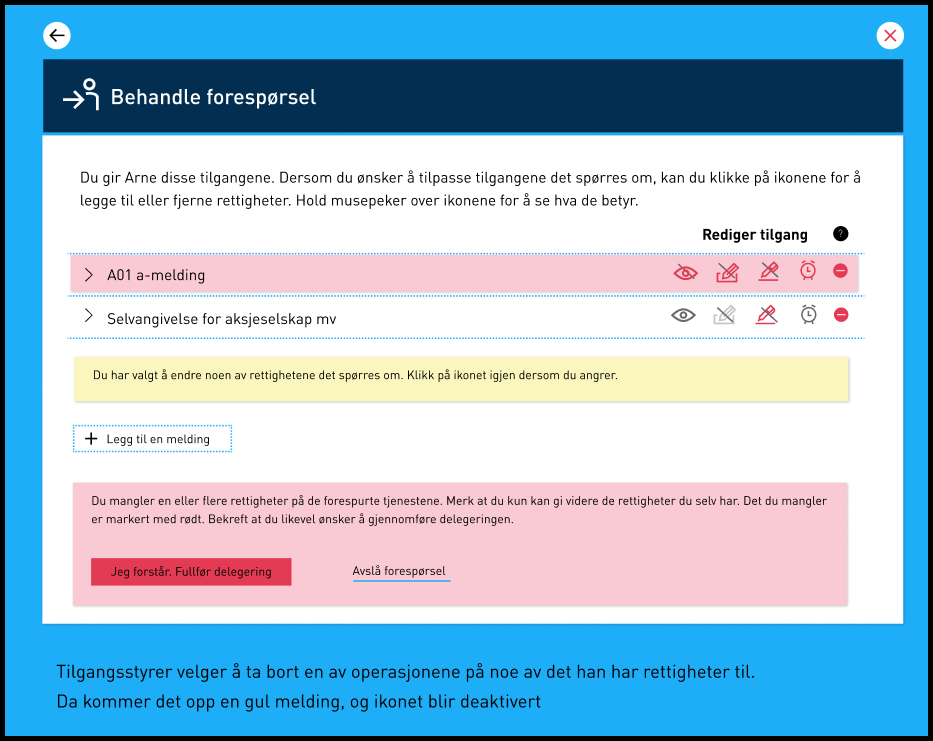 Behandle forespørsel
Du gir Arne disse tilgangene. Dersom du ønsker å tilpasse tilgangene det spørres om, kan du klikke på ikonene for å
legge til eller fjerne rettigheter. Hold musepeker over ikonene for å se hva de betyr.
Rediger tilgang ?
A01 a-melding
Selvangivelse for aksjeselskap mv
Du har valgt å endre noen av rettighetene det spørres om. Klikk på ikonet igjen dersom du angrer.
Legg til en melding
Du mangler en eller flere rettigheter på de forespurte tjenestene. Merk at du kun kan gi videre de rettigheter du selv har. Det du mangler
er markert med rødt. Bekreft at du likevel ønsker å gjennomføre delegeringen.
Jeg forstår. Fullfør delegering
Avslå forespørsel
Tilgangsstyrer velger å ta bort en av operasjonene på noe av det han har rettigheter til.
Da kommer det opp en gul melding, og ikonet blir deaktivert